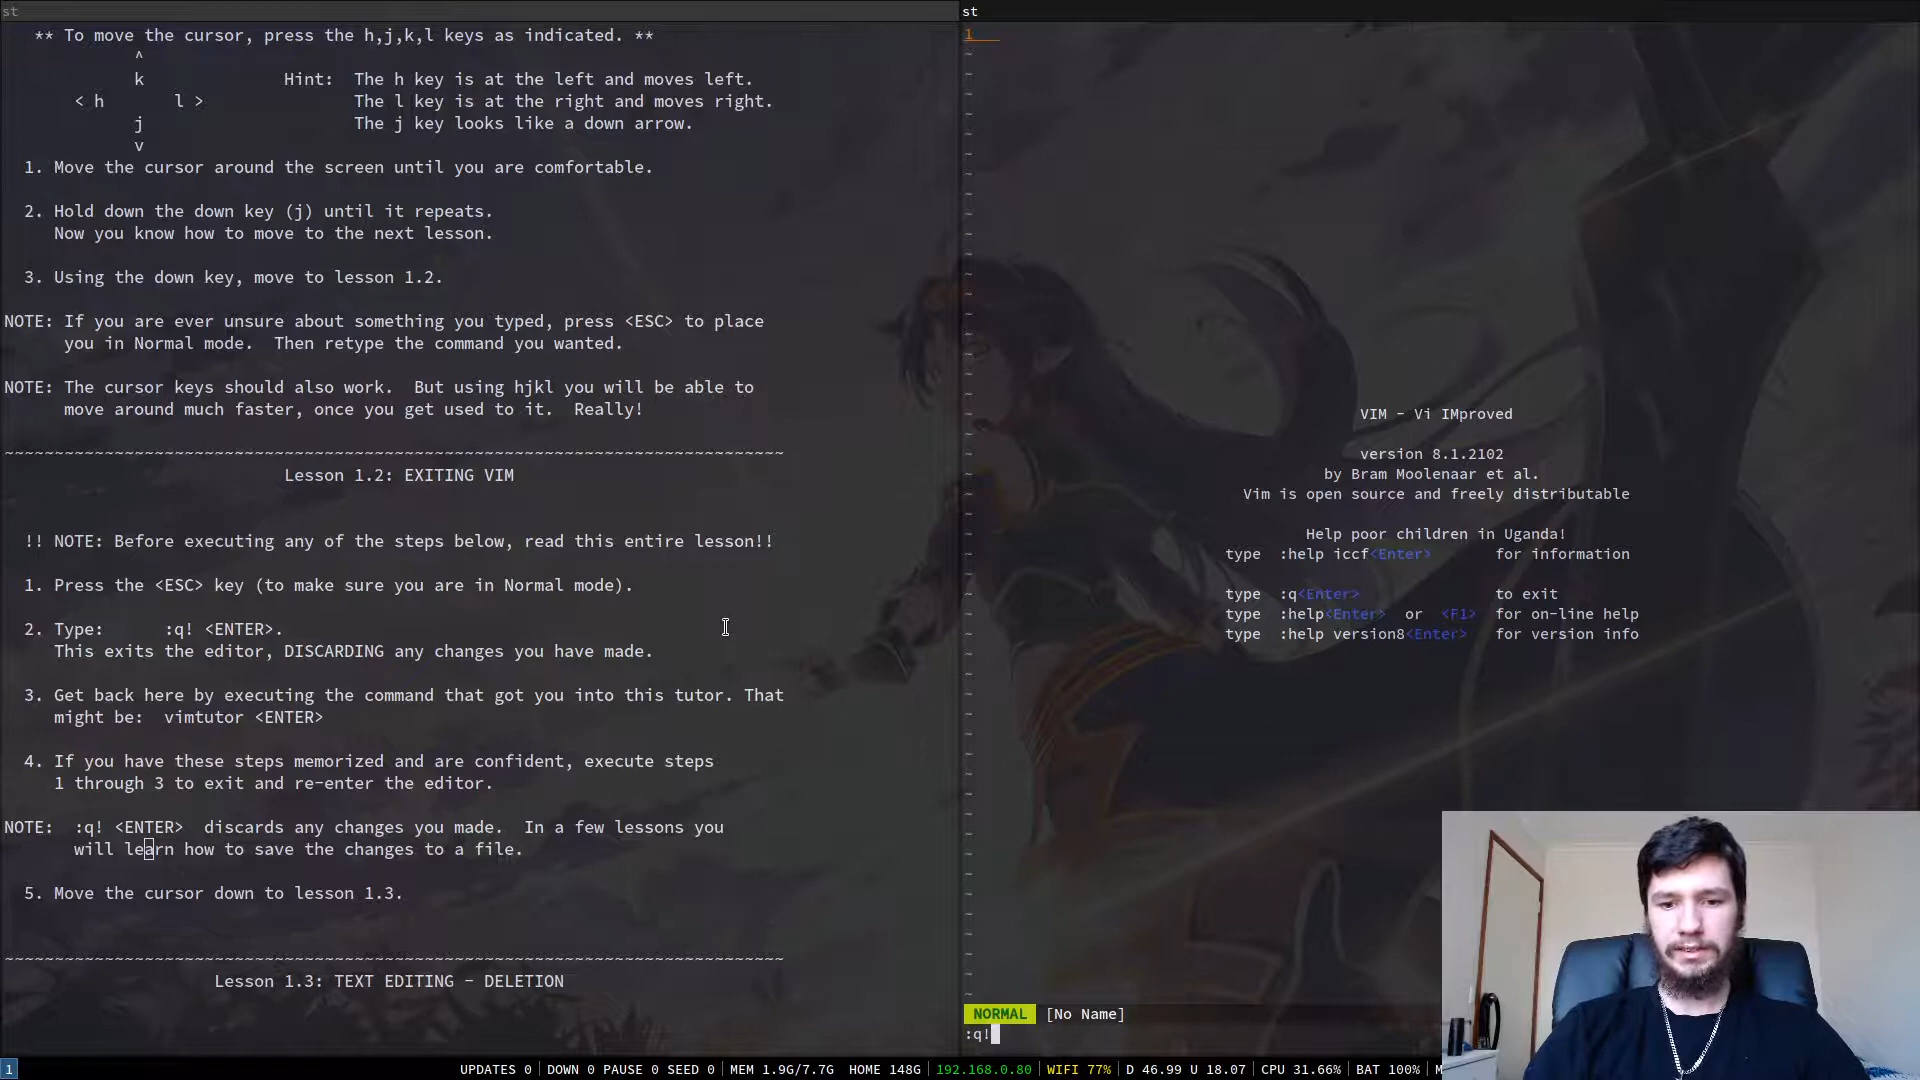 st
** To move the cursor, press the h,j,k,l keys as indicated. **
^
k Hint: The h key is at the left and moves left.
< h l > The l key is at the right and moves right.
j The j key looks like a down arrow.
v
1. Move the cursor around the screen until you are comfortable.
2. Hold down the down key (j) until it repeats.
Now you know how to move to the next lesson.
3. Using the down key, move to lesson 1.2.
NOTE: If you are ever unsure about something you typed, press <ESC> to place
you in Normal mode. Then retype the command you wanted.
NOTE: The cursor keys should also work. But using hjkl you will be able to
move around much faster, once you get used to it. Really!
~~~~~~~~~~~~~~~~~~~~~~~~~~~~~~~~~~~~~~~~~~~~~~~~~~~~~~~~~~~~~~~~~~~~~~~~~~~~~~
Lesson 1.2: EXITING VIM
!! NOTE: Before executing any of the steps below, read this entire lesson!!
1. Press the <ESC> key (to make sure you are in Normal mode).
2. Type: :q! <ENTER>.
This exits the editor, DISCARDING any changes you have made.
3. Get back here by executing the command that got you into this tutor. That
might be: vimtutor <ENTER>
4. If you have these steps memorized and are confident, execute steps
1 through 3 to exit and re-enter the editor.
NOTE: :q! <ENTER> discards any changes you made. In a few lessons you
will learn how to save the changes to a file.
5. Move the cursor down to lesson 1.3.
~~~~~~~~~~~~~~~~~~~~~~~~~~~~~~~~~~~~~~~~~~~~~~~~~~~~~~~~~~~~~~~~~~~~~~~~~~~~~~
Lesson 1.3: TEXT EDITING - DELETION
st
1
VIM - Vi IMproved
version 8.1.2102
by Bram Moolenaar et al.
Vim is open source and freely distributable
Help poor children in Uganda!
type :help iccf<Enter> for information
type :q<Enter> to exit
type :help<Enter> or <F1> for on-line help
type :help version8<Enter> for version info
NORMAL [No Name]
:q!
1 UPDATES 0 DOWN 0 PAUSE 0 SEED 0 MEM 1.9G/7.7G HOME 148G 192.168.0.80 WIFI 77% D 46.99 U 18.07 CPU 31.66% BAT 100%